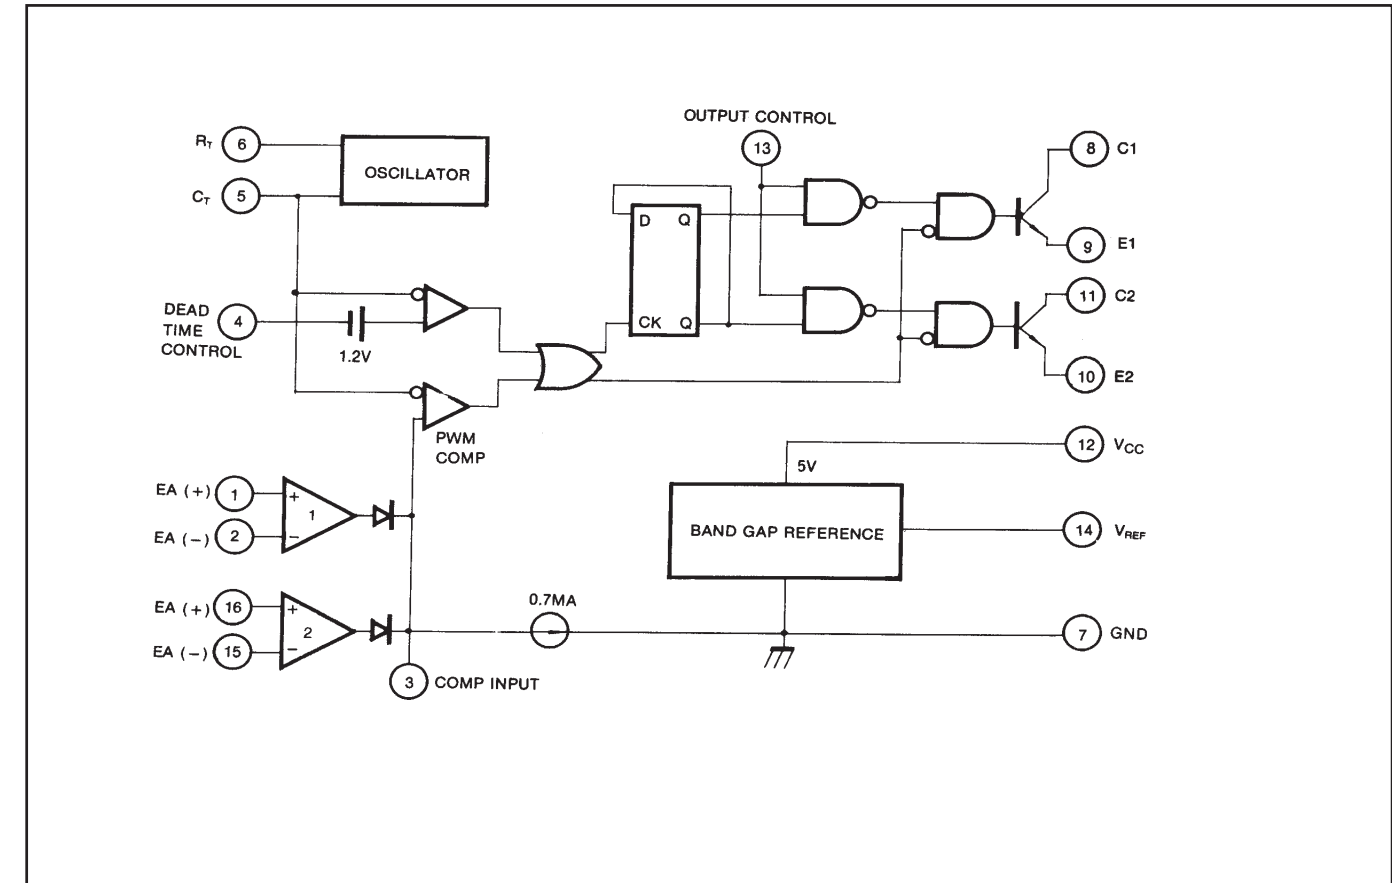 OUTPUT CONTROL
13
RT 6
OSCILLATOR
CT 5
8 C1
D Q
9 E1
DEAD
TIME
CONTROL
4
1.2V
CK Q
11 C2
10 E2
PWM
COMP
12 VCC
5V
EA (+) 1
+
1
EA (−) 2
−
BAND GAP REFERENCE
14 VREF
EA (+) 16
+
2
EA (−) 15
−
0.7MA
7 GND
3 COMP INPUT